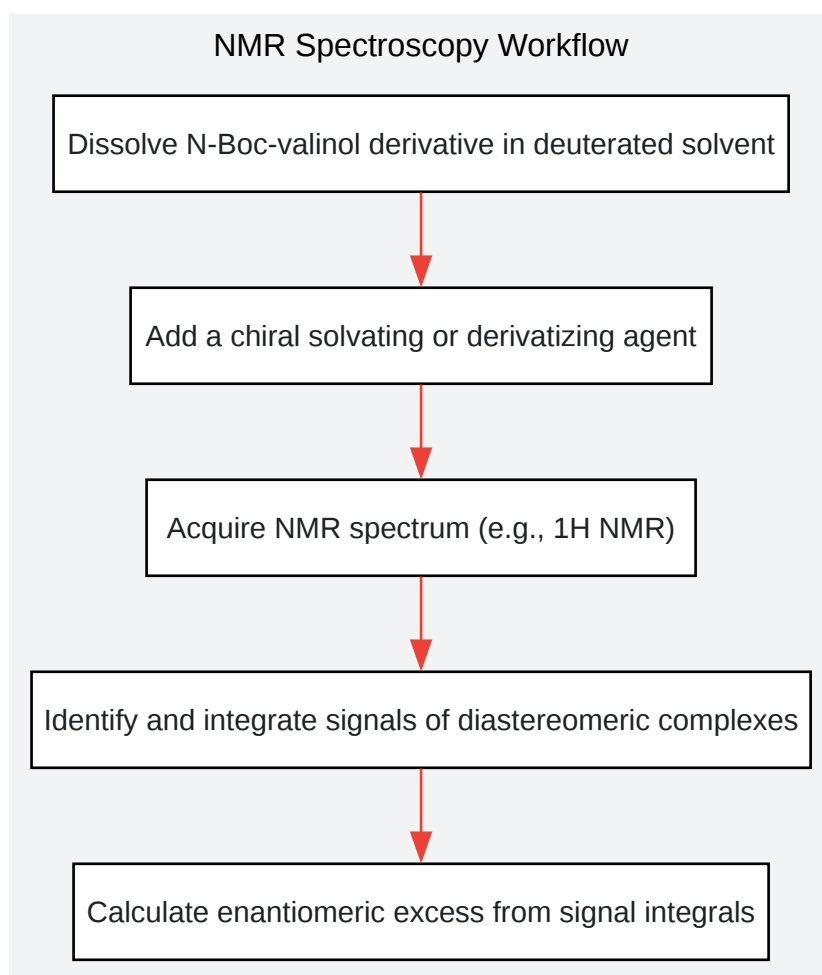 NMR Spectroscopy Workflow
Dissolve N-Boc-valinol derivative in deuterated solvent
Add a chiral solvating or derivatizing agent
Acquire NMR spectrum (e.g., 1H NMR)
Identify and integrate signals of diastereomeric complexes
Calculate enantiomeric excess from signal integrals